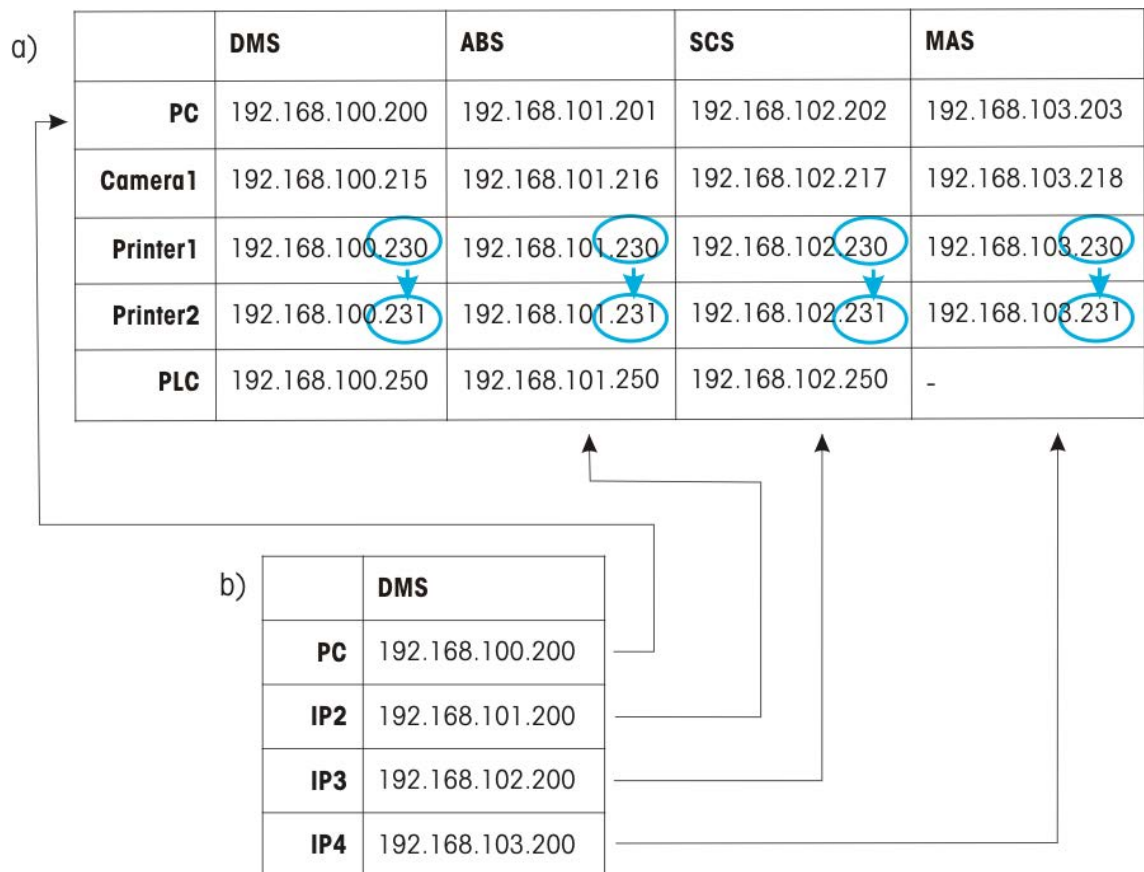 a)
DMS ABS SCS MAS
PC 192.168.100.200 192.168.101.201 192.168.102.202 192.168.103.203
Camera1 192.168.100.215 192.168.101.216 192.168.102.217 192.168.103.218
Printer1 192.168.100.230 192.168.101.230 192.168.102.230 192.168.103.230
Printer2 192.168.100.231 192.168.101.231 192.168.102.231 192.168.103.231
PLC 192.168.100.250 192.168.101.250 192.168.102.250 -
b)
DMS
PC 192.168.100.200
IP2 192.168.101.200
IP3 192.168.102.200
IP4 192.168.103.200